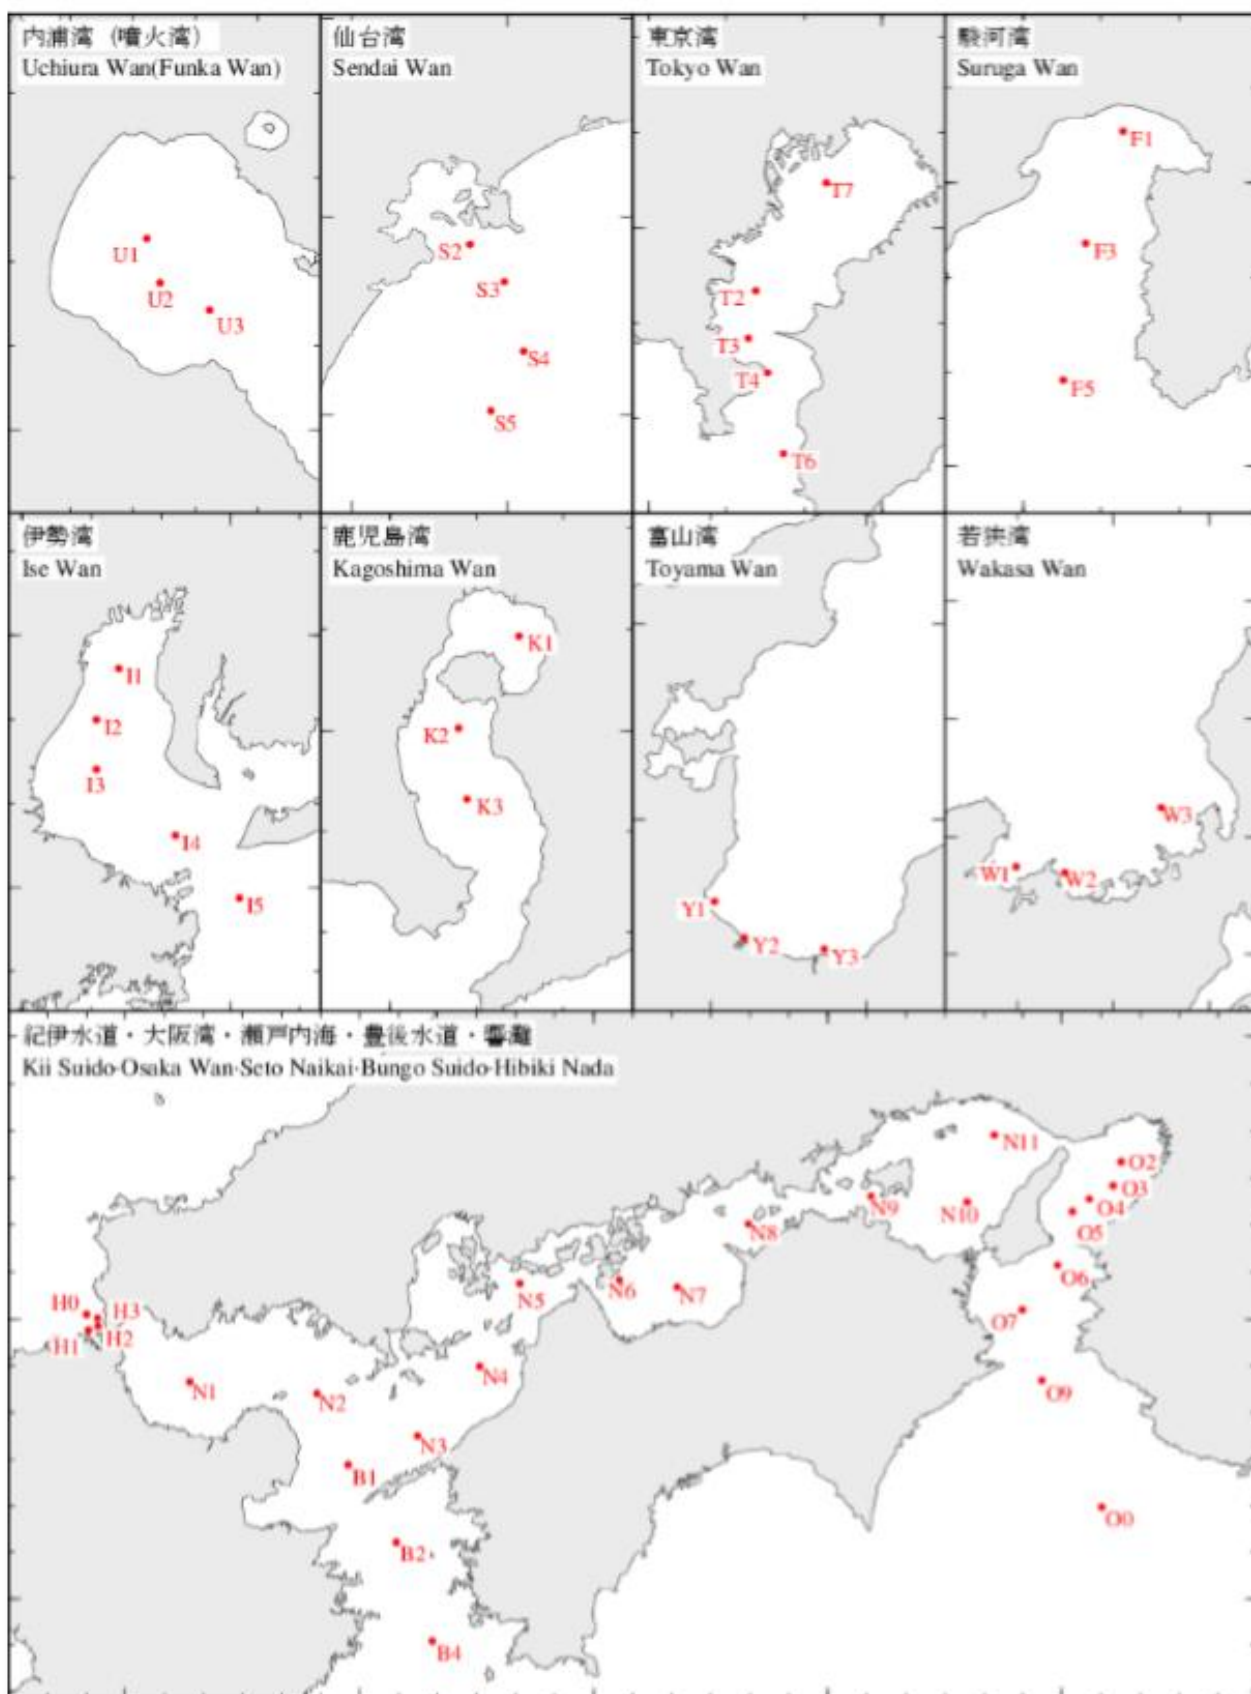 内浦湾（噴火湾）
Uchiura Wan(Funka Wan)
U1
U2
U3
仙台湾
Sendai Wan
S2
S3
S4
S5
東京湾
Tokyo Wan
T7
T2
T3
T4
T6
駿河湾
Suruga Wan
F1
F3
F5
伊勢湾
Ise Wan
I1
I2
I3
I4
I5
鹿児島湾
Kagoshima Wan
K1
K2
K3
富山湾
Toyama Wan
Y1
Y2
Y3
若狭湾
Wakasa Wan
W3
W1
W2
紀伊水道・大阪湾・瀬戸内海・豊後水道・響灘
Kii Suido·Osaka Wan·Seto Naikai·Bungo Suido·Hibiki Nada
N11
O2
O3
N9
N10
O4
O5
N8
O6
N5
N6
N7
H0
H3
O7
H1
H2
N1
N2
N4
O9
N3
B1
O0
B2
B4